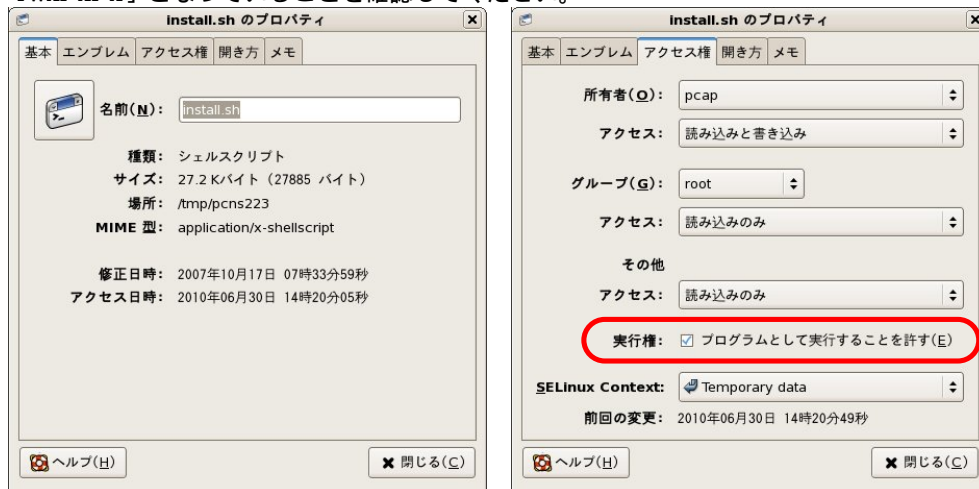 install.sh のプロパティ
基本 エンブレム アクセス権 開き方 メモ
名前(N): install.sh
種類: シェルスクリプト
サイズ: 27.2 Kバイト (27885 バイト)
場所: /tmp/pcns223
MIME 型: application/x-shellscript
修正日時: 2007年10月17日 07時33分59秒
アクセス日時: 2010年06月30日 14時20分05秒
ヘルプ(H) 閉じる(C)
install.sh のプロパティ
基本 エンブレム アクセス権 開き方 メモ
所有者(O): pcap
アクセス: 読み込みと書き込み
グループ(G): root
アクセス: 読み込みのみ
その他
アクセス: 読み込みのみ
実行権: プログラムとして実行することを許す(E)
SELinux Context: Temporary data
前回の変更: 2010年06月30日 14時20分49秒
ヘルプ(H) 閉じる(C)